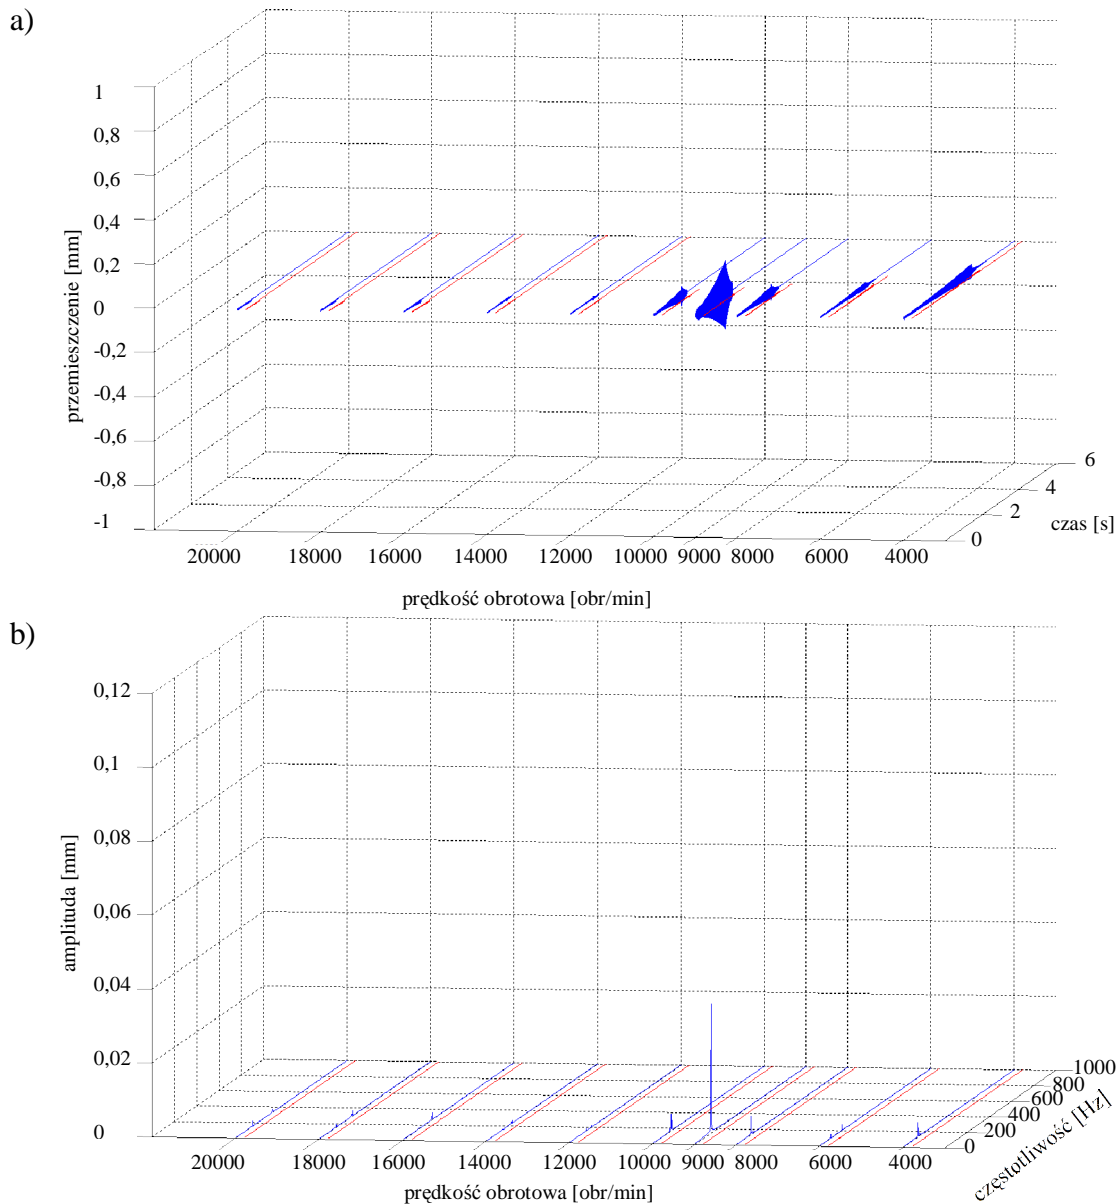 a)
1
0,8
0,6
0,4
0,2
0
-0,2
-0,4
-0,6
-0,8
-1
przemieszczenie [mm]
20000 18000 16000 14000 12000 10000 9000 8000 6000 4000
0 2 4 6
czas [s]
prędkość obrotowa [obr/min]
b)
0,12
0,1
0,08
0,06
0,04
0,02
0
amplituda [mm]
20000 18000 16000 14000 12000 10000 9000 8000 6000 4000
0 200 400 600 800 1000
częstotliwość [Hz]
prędkość obrotowa [obr/min]